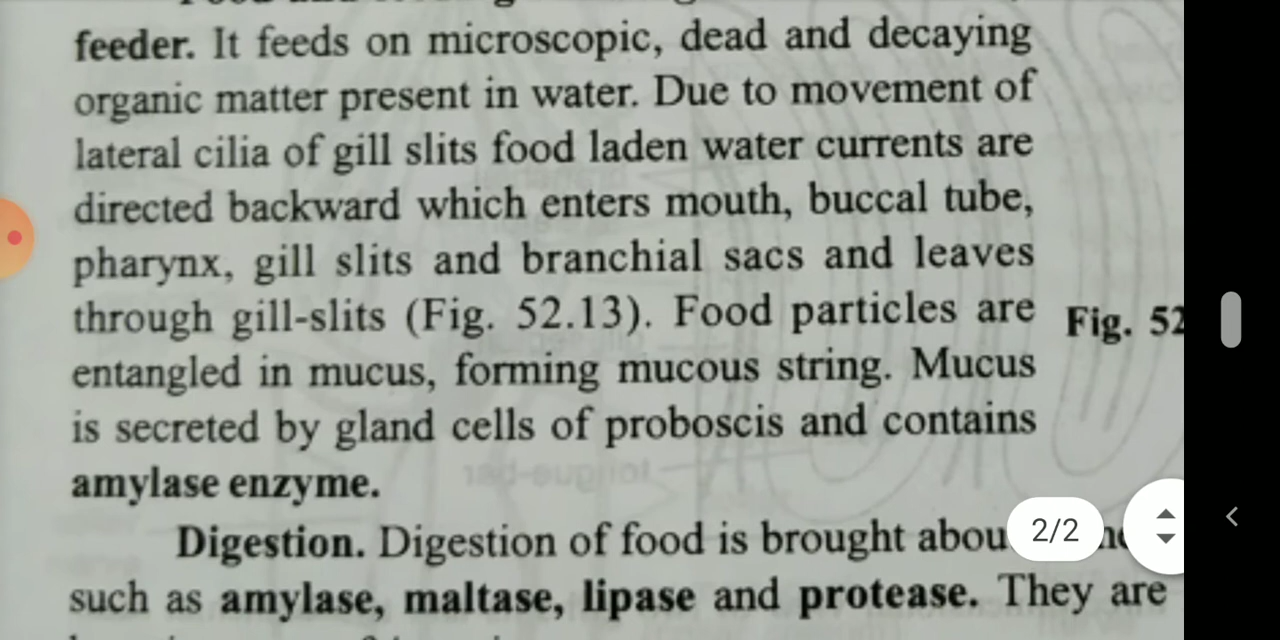 feeder. It feeds on microscopic, dead and decaying
organic matter present in water. Due to movement of
lateral cilia of gill slits food laden water currents are
directed backward which enters mouth, buccal tube,
pharynx, gill slits and branchial sacs and leaves
through gill-slits (Fig. 52.13). Food particles are
Fig. 52
entangled in mucus, forming mucous string. Mucus
is secreted by gland cells of proboscis and contains
amylase enzyme.
Digestion. Digestion of food is brought abou
2/2
such as amylase, maltase, lipase and protease. They are